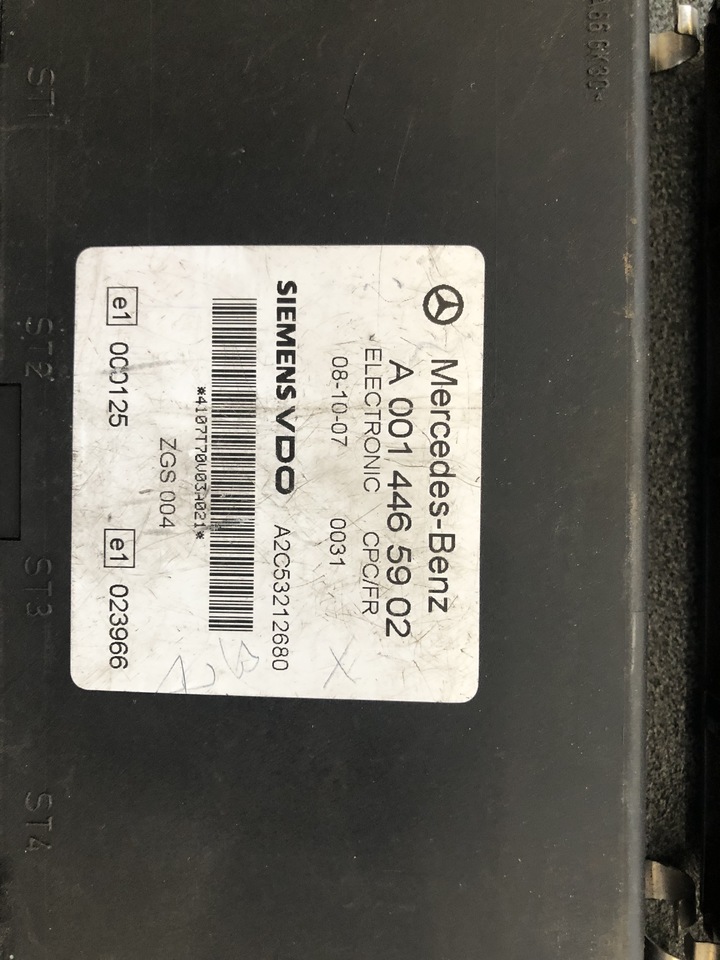 Mercedes-Benz
A 001 446 59 02
ELECTRONIC CPC/FR
08-10-07 0031
SIEMENS VDO A2C53212680
*4107T70V03A021*
ZGS 004
e1 000125 e1 023966
ST1 ST2 ST3 ST4